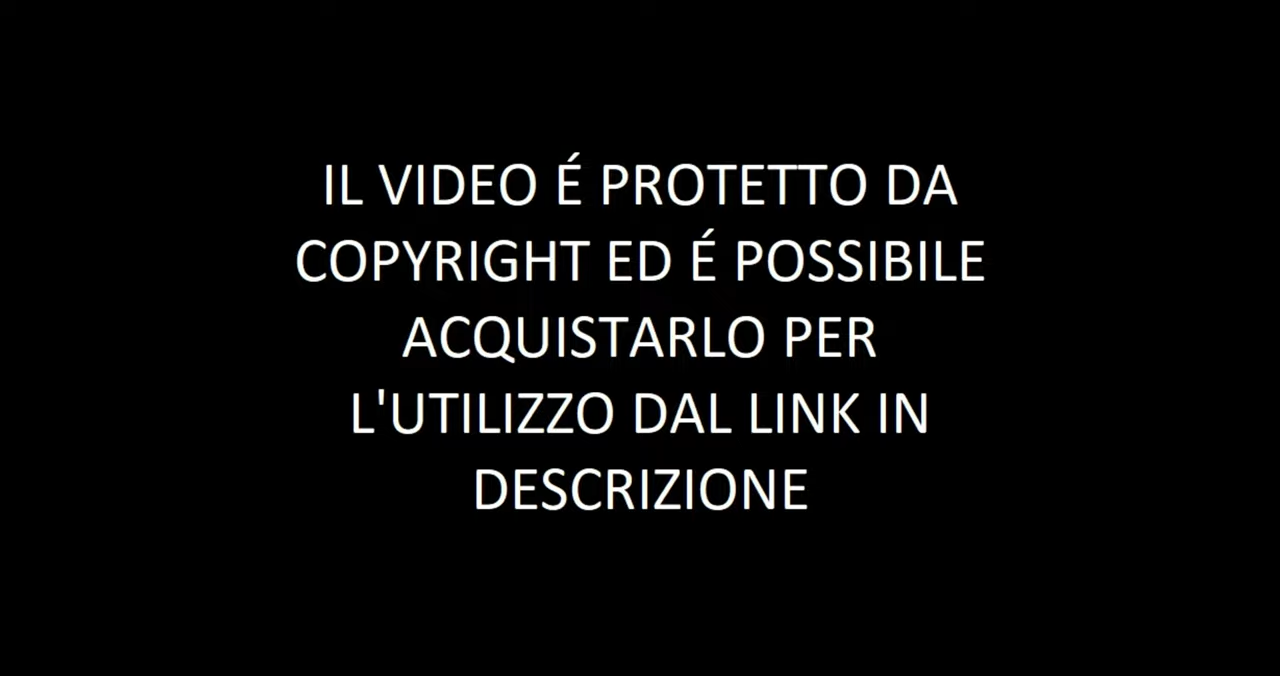 IL VIDEO É PROTETTO DA
COPYRIGHT ED É POSSIBILE
ACQUISTARLO PER
L'UTILIZZO DAL LINK IN
DESCRIZIONE